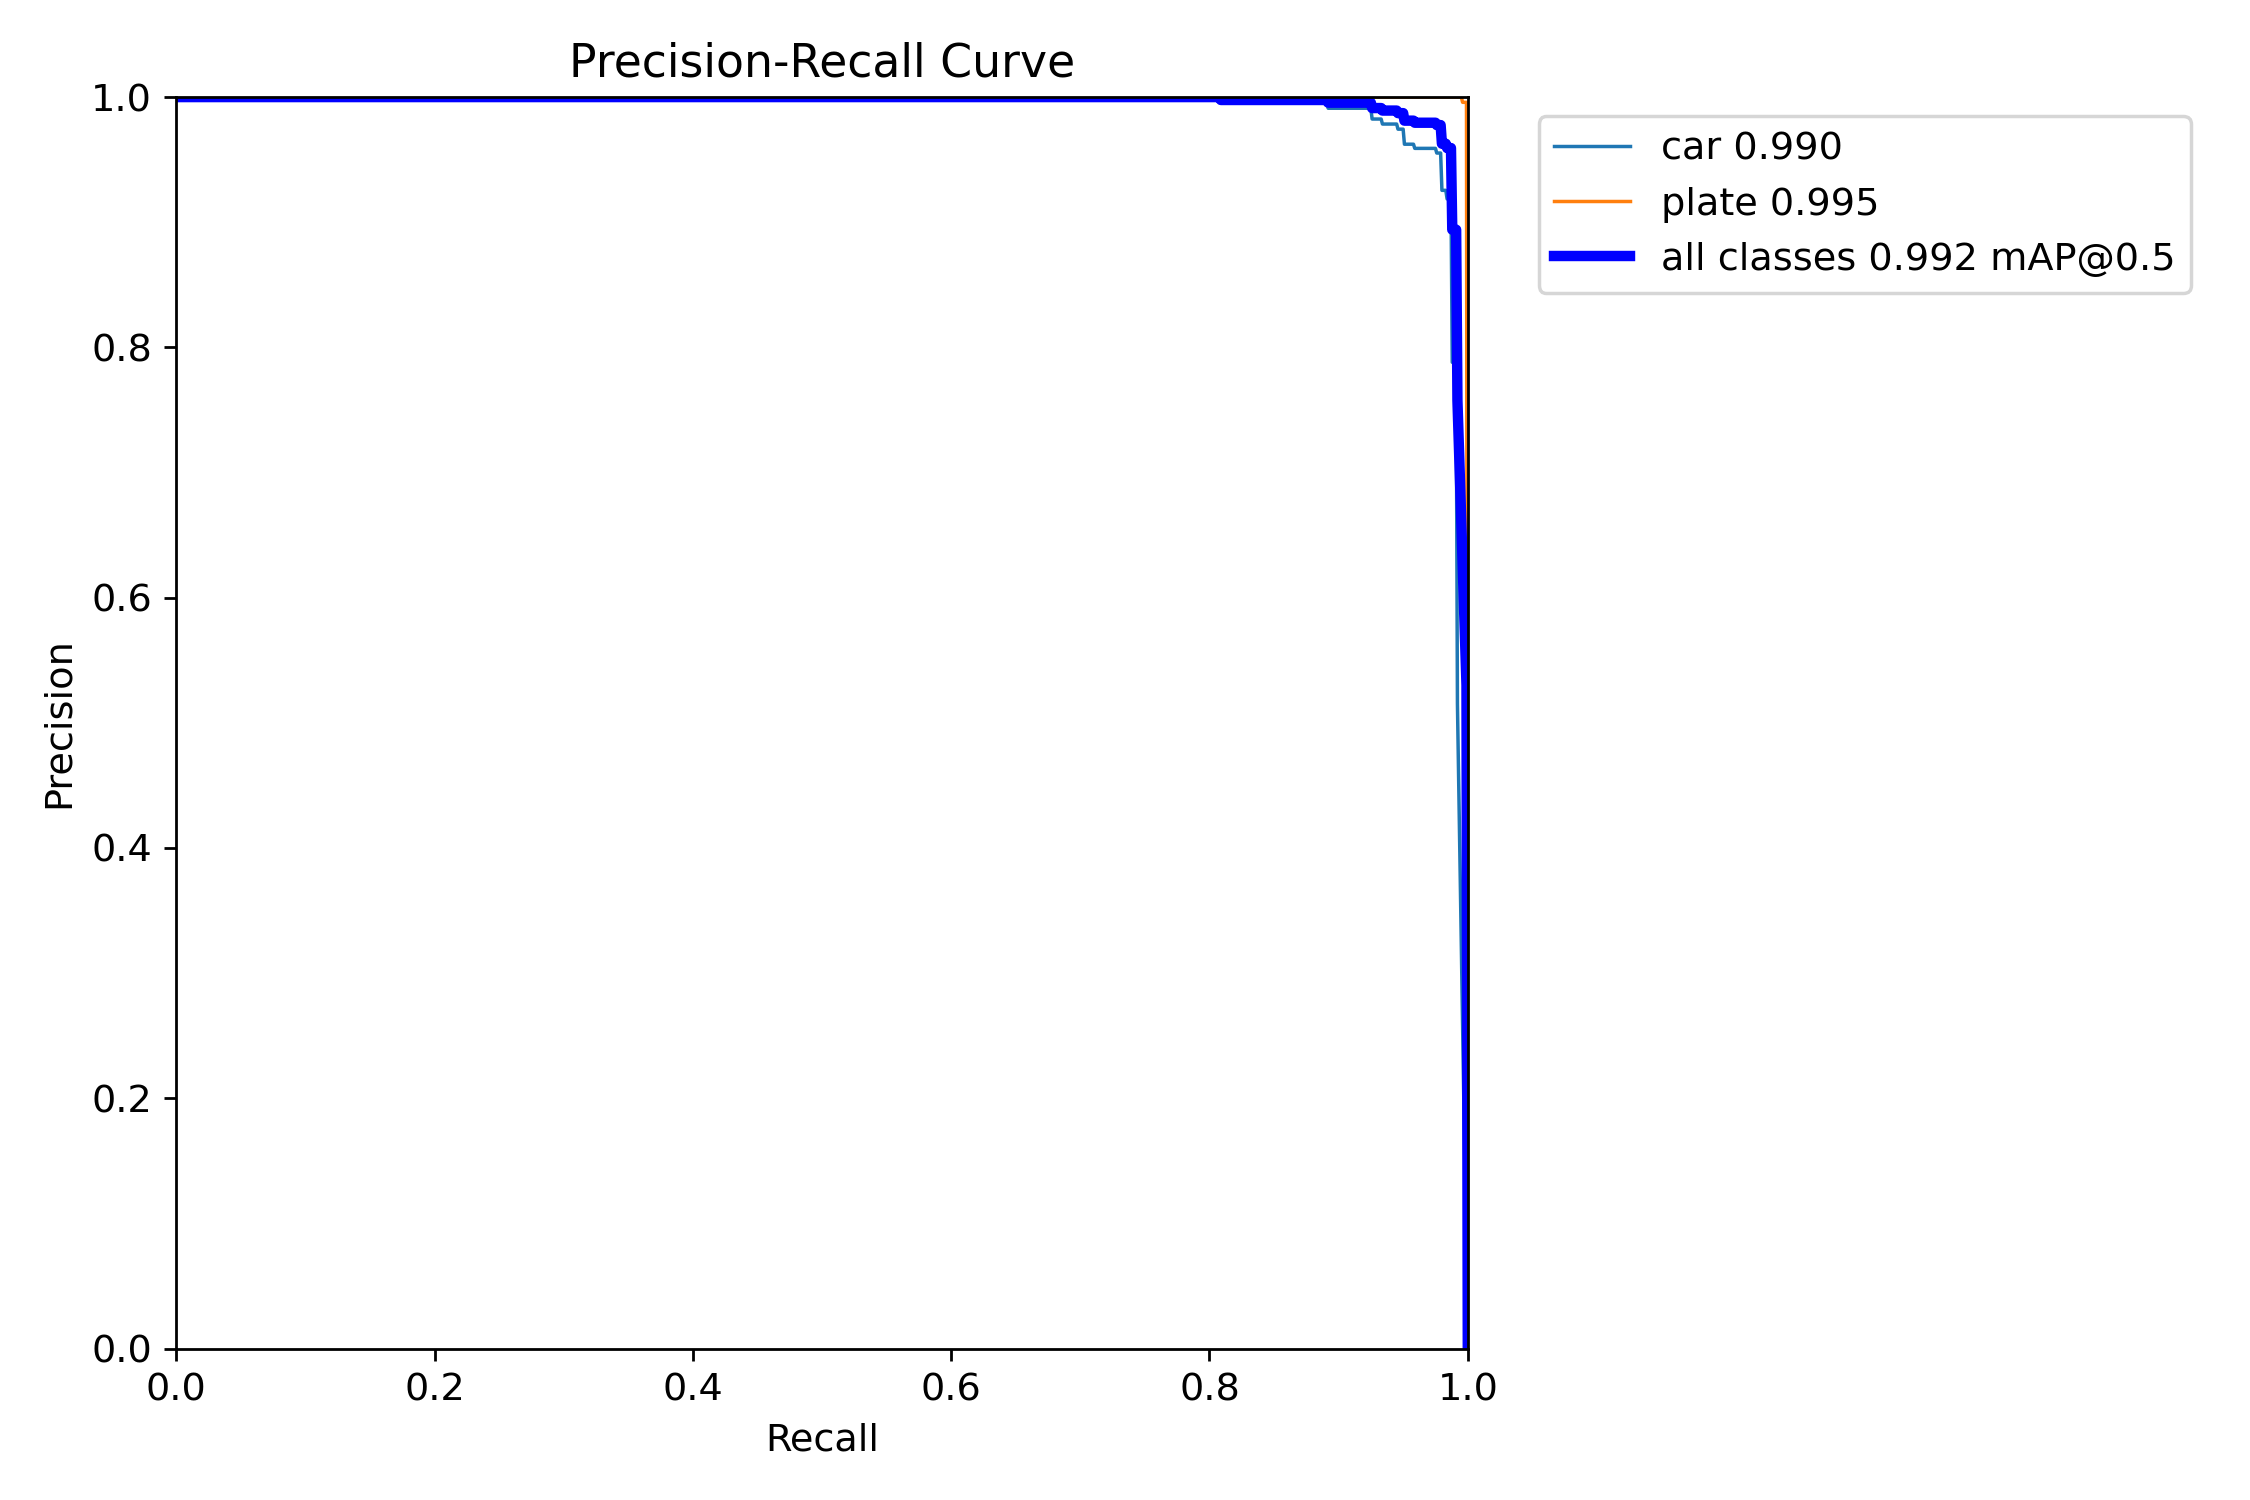 Precision-Recall Curve
1.0
0.8
0.6
0.4
0.2
0.0
Precision
0.0 0.2 0.4 0.6 0.8 1.0
Recall
car 0.990
plate 0.995
all classes 0.992 mAP@0.5